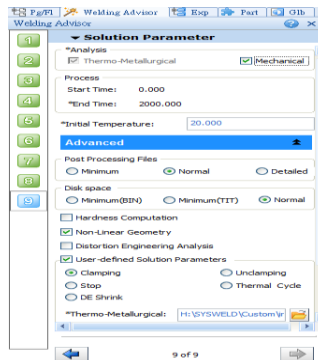 Pg/Pl Welding Advisor Exp Part Glb
Welding Advisor
1 Solution Parameter
*Analysis
2 Thermo-Metallurgical Mechanical
Process
3 Start Time: 0.000
4 *End Time: 2000.000
5 *Initial Temperature: 20.000
6 Advanced
7 Post Processing Files
Minimum Normal Detailed
8 Disk space
9 Minimum(BIN) Minimum(TIT) Normal
Hardness Computation
Non-Linear Geometry
Distortion Engineering Analysis
User-defined Solution Parameters
Clamping Unclamping
Stop Thermal Cycle
DE Shrink
*Thermo-Metallurgical: H:\SYSWELD\Custom\
9 of 9